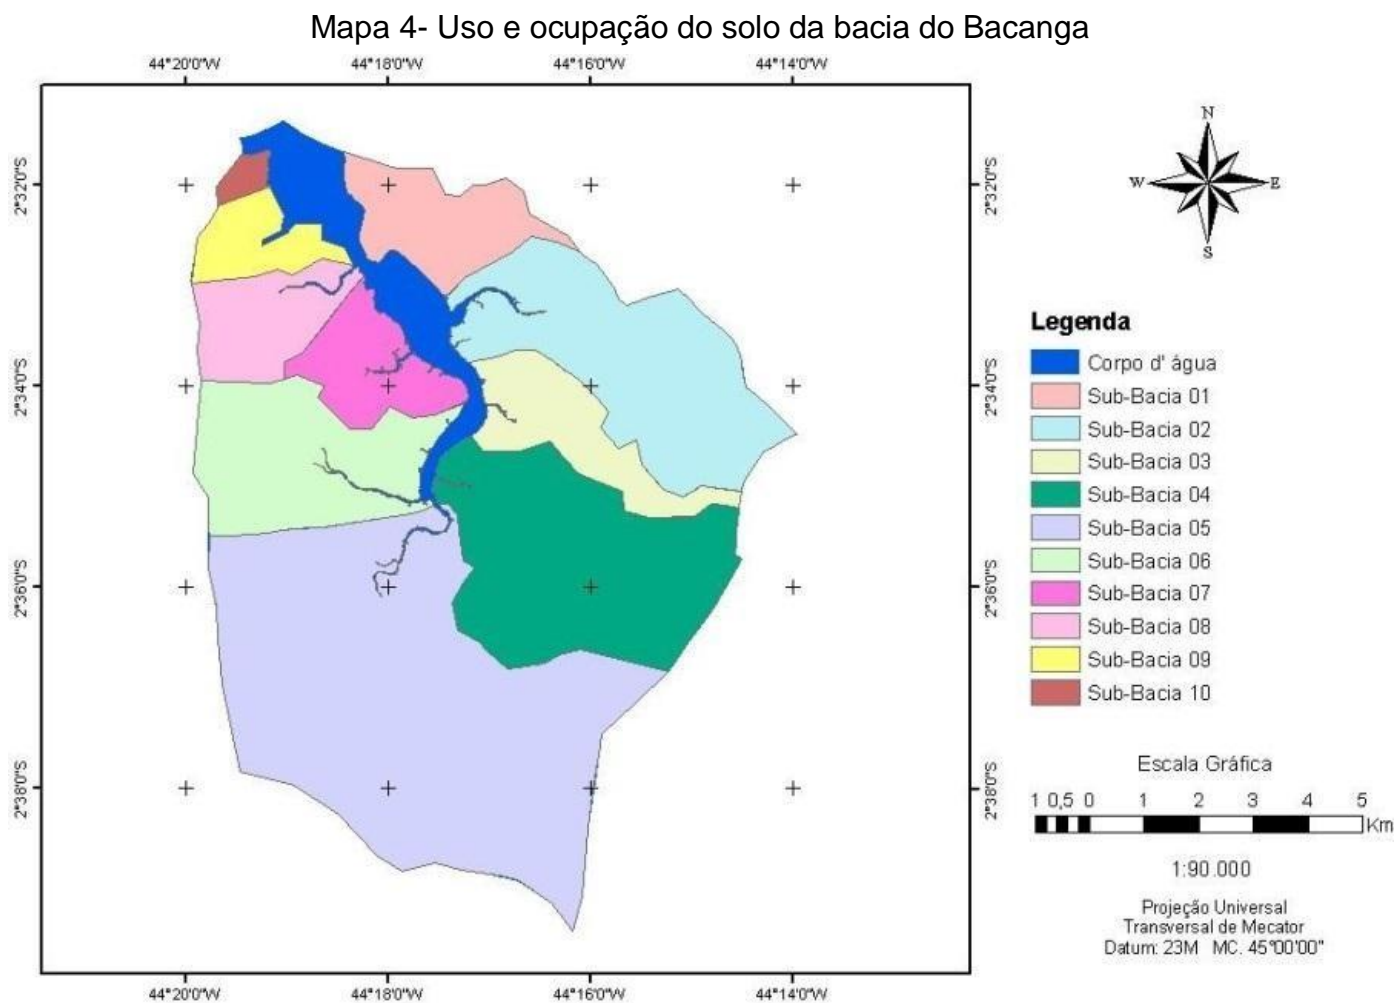 Mapa 4- Uso e ocupação do solo da bacia do Bacanga
44°20'0"W 44°18'0"W 44°16'0"W 44°14'0"W
2°32'0"S 2°32'0"S
2°34'0"S 2°34'0"S
2°36'0"S 2°36'0"S
2°38'0"S 2°38'0"S
44°20'0"W 44°18'0"W 44°16'0"W 44°14'0"W
N
W E
S
Legenda
Corpo d' água
Sub-Bacia 01
Sub-Bacia 02
Sub-Bacia 03
Sub-Bacia 04
Sub-Bacia 05
Sub-Bacia 06
Sub-Bacia 07
Sub-Bacia 08
Sub-Bacia 09
Sub-Bacia 10
Escala Gráfica
1 0,5 0 1 2 3 4 5
Km
1:90.000
Projeção Universal
Transversal de Mecator
Datum: 23M MC. 45°00'00"